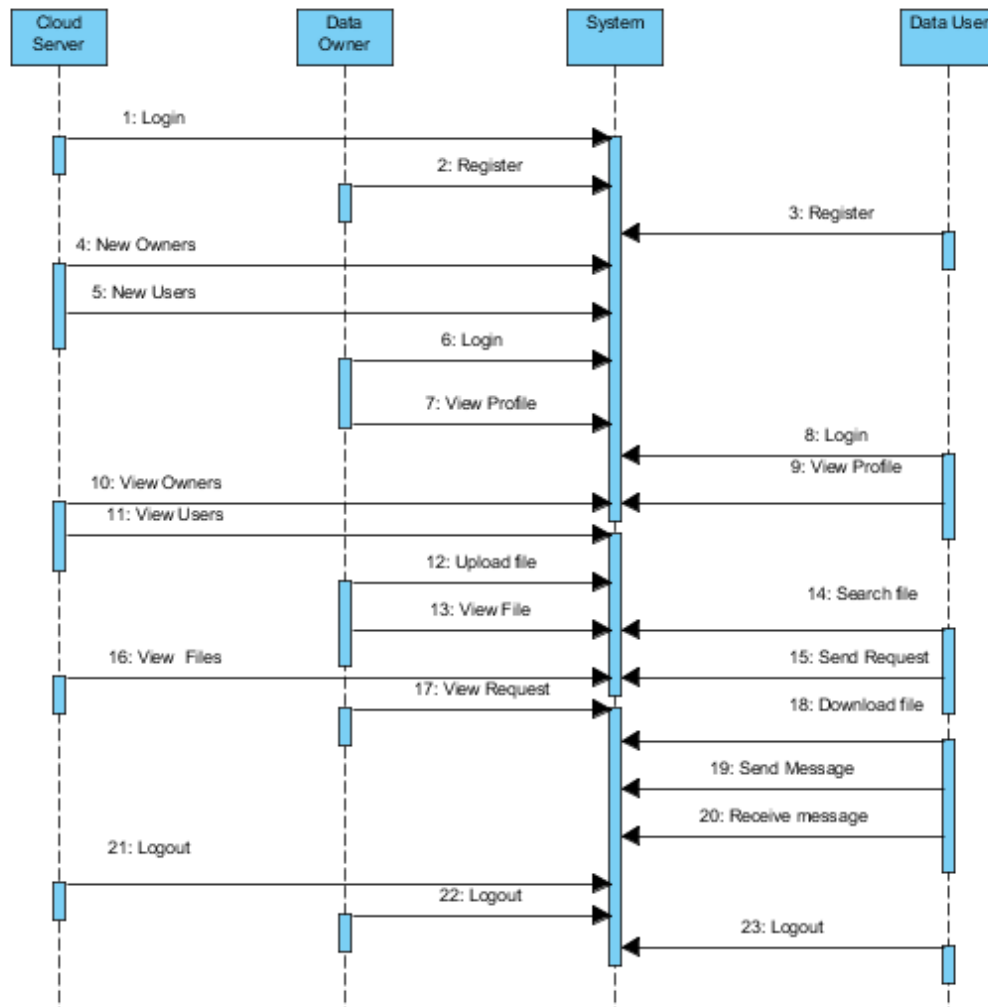 Cloud
Server
Data
Owner
System
Data User
1: Login
2: Register
3: Register
4: New Owners
5: New Users
6: Login
7: View Profile
8: Login
9: View Profile
10: View Owners
11: View Users
12: Upload file
13: View File
14: Search file
15: Send Request
16: View Files
17: View Request
18: Download file
19: Send Message
20: Receive message
21: Logout
22: Logout
23: Logout